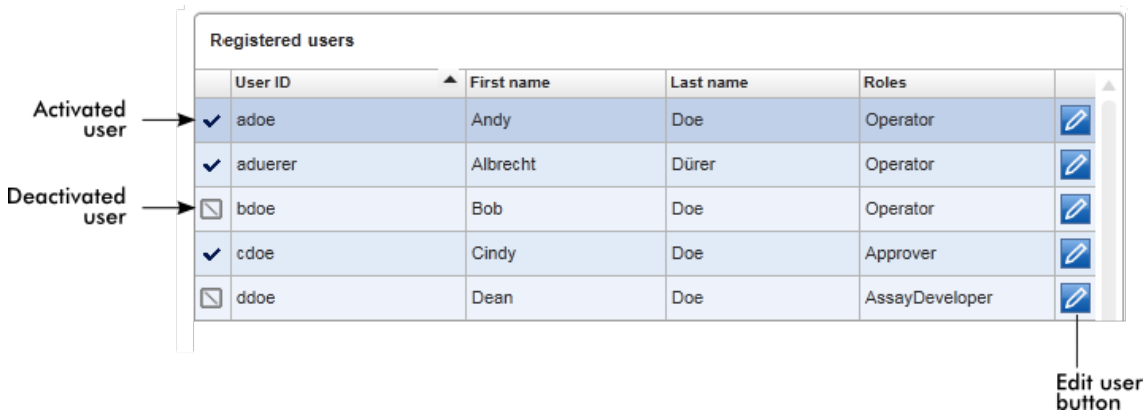 Registered users
User ID First name Last name Roles
Activated
user
adoe Andy Doe Operator
aduerer Albrecht Dürer Operator
Deactivated
user
bdoe Bob Doe Operator
cdoe Cindy Doe Approver
ddoe Dean Doe AssayDeveloper
Edit user
button